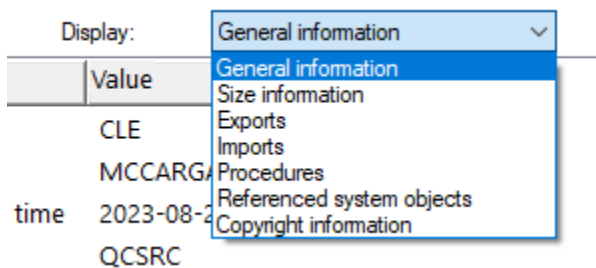 Display: General information
General information
Value
Size information
Exports
CLE
Imports
MCCARGA
Procedures
Referenced system objects
time 2023-08-2
Copyright information
QCSRC